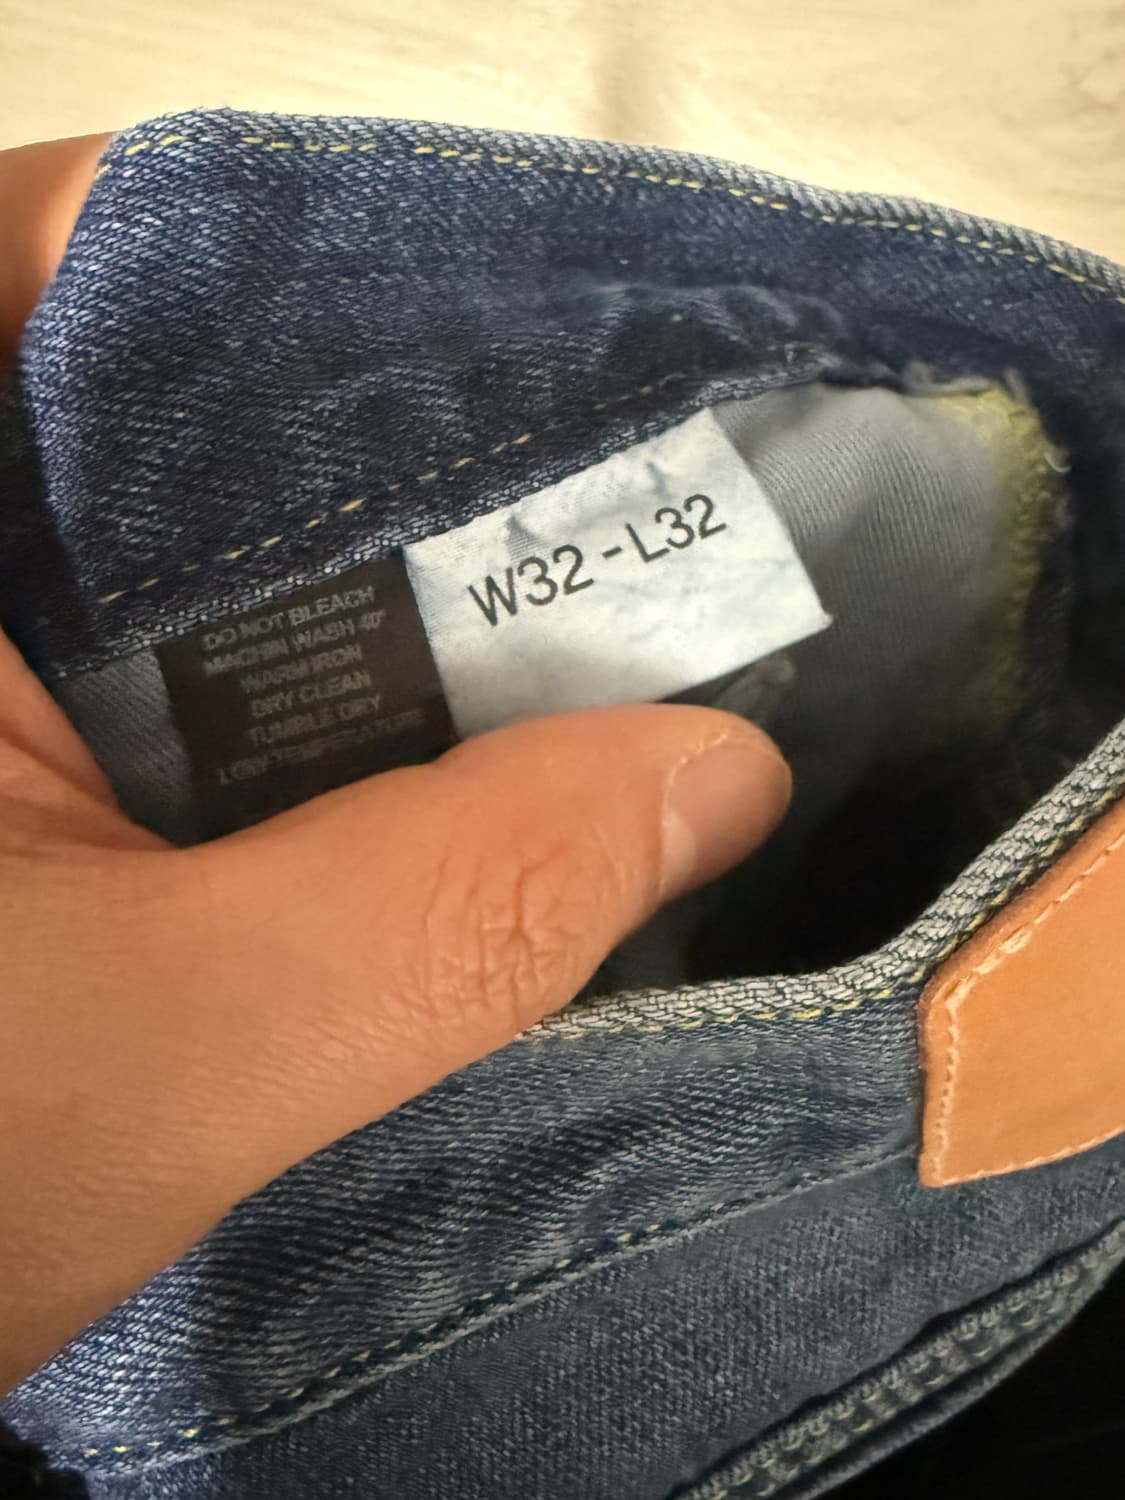 DO NOT BLEACH
MACHIN WASH 40°
WARM IRON
DRY CLEAN
TUMBLE DRY
LOW TEMPERATURE
W32 - L32